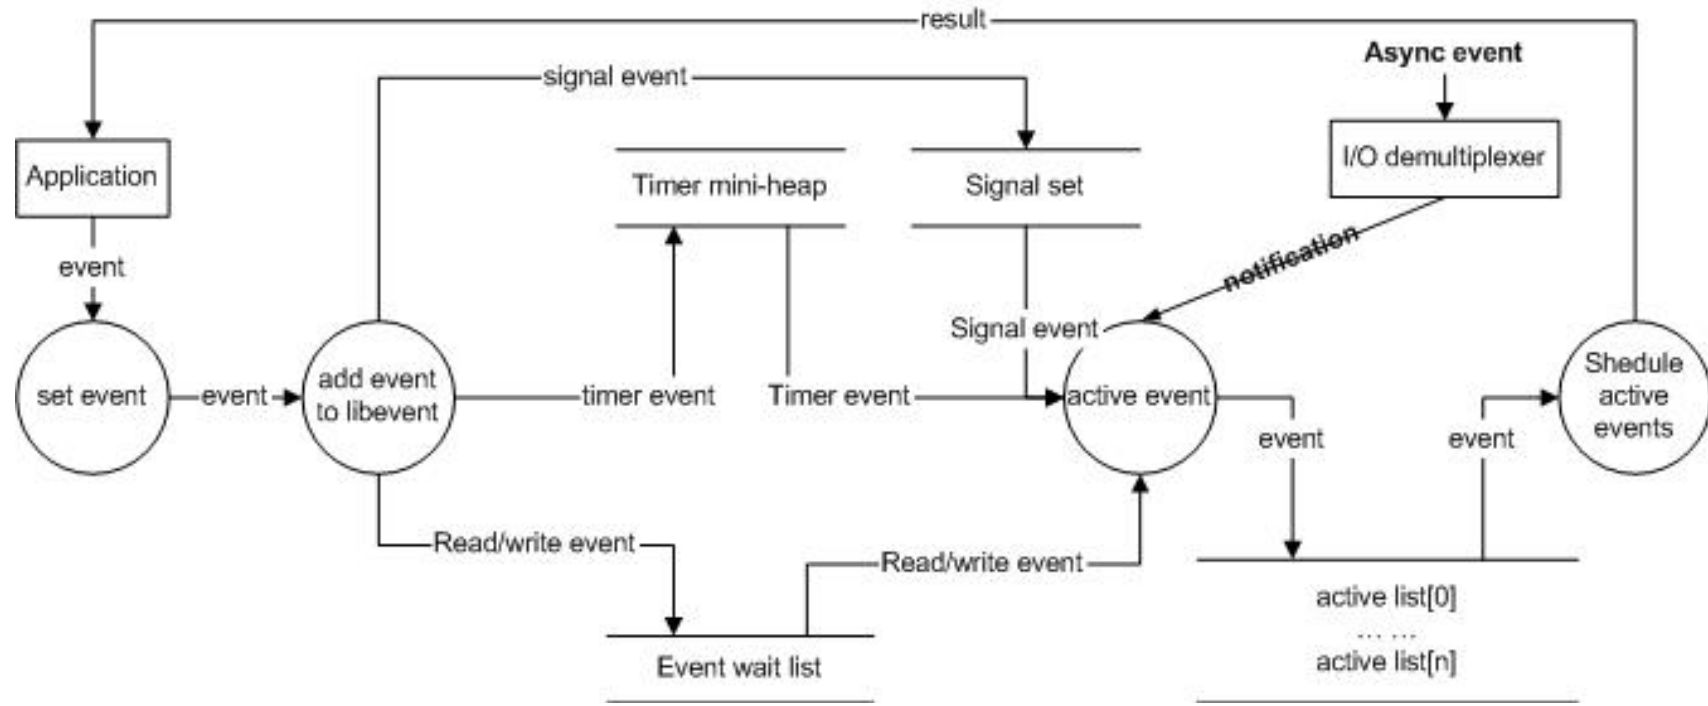 result
Async event
signal event
I/O demultiplexer
Application
Timer mini-heap
Signal set
notification
event
Signal event
set event
event
add event
to libevent
timer event
Timer event
active event
Shedule
active
events
event
event
Read/write event
Read/write event
active list[0]
... ...
active list[n]
Event wait list